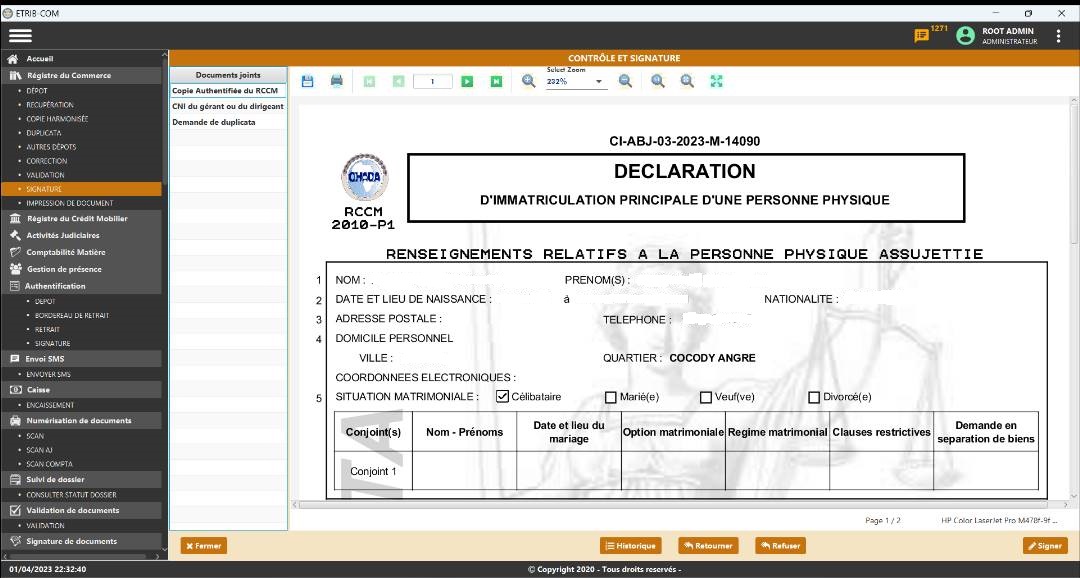 ETRIB-COM
1271
ROOT ADMIN
ADMINISTRATEUR
Accueil
Régistre du Commerce
DÉPOT
RECUPÉRATION
COPIE HARMONISÉE
DUPLICATA
AUTRES DÉPOTS
CORRECTION
VALIDATION
SIGNATURE
IMPRESSION DE DOCUMENT
Régistre du Crédit Mobilier
Activités Judiciaires
Comptabilité Matière
Gestion de présence
Authentification
DEPOT
BORDEREAU DE RETRAIT
RETRAIT
SIGNATURE
Envoi SMS
ENVOYER SMS
Caisse
ENCAISSEMENT
Numérisation de documents
SCAN
SCAN AJ
SCAN COMPTA
Suivi de dossier
CONSULTER STATUT DOSSIER
Validation de documents
VALIDATION
Signature de documents
CONTRÔLE ET SIGNATURE
Documents joints
Copie Authentifiée du RCCM
CNI du gérant ou du dirigeant
Demande de duplicata
1
Select Zoom
232%
CI-ABJ-03-2023-M-14090
OHADA
RCCM
2010-P1
DECLARATION
D'IMMATRICULATION PRINCIPALE D'UNE PERSONNE PHYSIQUE
RENSEIGNEMENTS RELATIFS A LA PERSONNE PHYSIQUE ASSUJETTIE
1 NOM : PRENOM(S) :
2 DATE ET LIEU DE NAISSANCE : à NATIONALITE :
3 ADRESSE POSTALE : TELEPHONE :
4 DOMICILE PERSONNEL
VILLE : QUARTIER : COCODY ANGRE
COORDONNEES ELECTRONIQUES :
5 SITUATION MATRIMONIALE : Célibataire Marié(e) Veuf(ve) Divorcé(e)
Conjoint(s) Nom - Prénoms Date et lieu du mariage Option matrimoniale Regime matrimonial Clauses restrictives Demande en separation de biens
Conjoint 1
TA
Page 1 / 2 HP Color LaserJet Pro M478f-9f ...
Fermer Historique Retourner Refuser Signer
01/04/2023 22:32:40 © Copyright 2020 - Tous droits reservés -